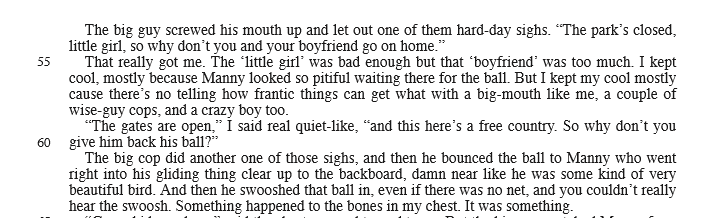 The big guy screwed his mouth up and let out one of them hard-day sighs. “The park’s closed,
little girl, so why don’t you and your boyfriend go on home.”
55 That really got me. The ‘little girl’ was bad enough but that ‘boyfriend’ was too much. I kept
cool, mostly because Manny looked so pitiful waiting there for the ball. But I kept my cool mostly
cause there’s no telling how frantic things can get what with a big-mouth like me, a couple of
wise-guy cops, and a crazy boy too.
“The gates are open,” I said real quiet-like, “and this here’s a free country. So why don’t you
60 give him back his ball?”
The big cop did another one of those sighs, and then he bounced the ball to Manny who went
right into his gliding thing clear up to the backboard, damn near like he was some kind of very
beautiful bird. And then he swooshed that ball in, even if there was no net, and you couldn’t really
hear the swoosh. Something happened to the bones in my chest. It was something.